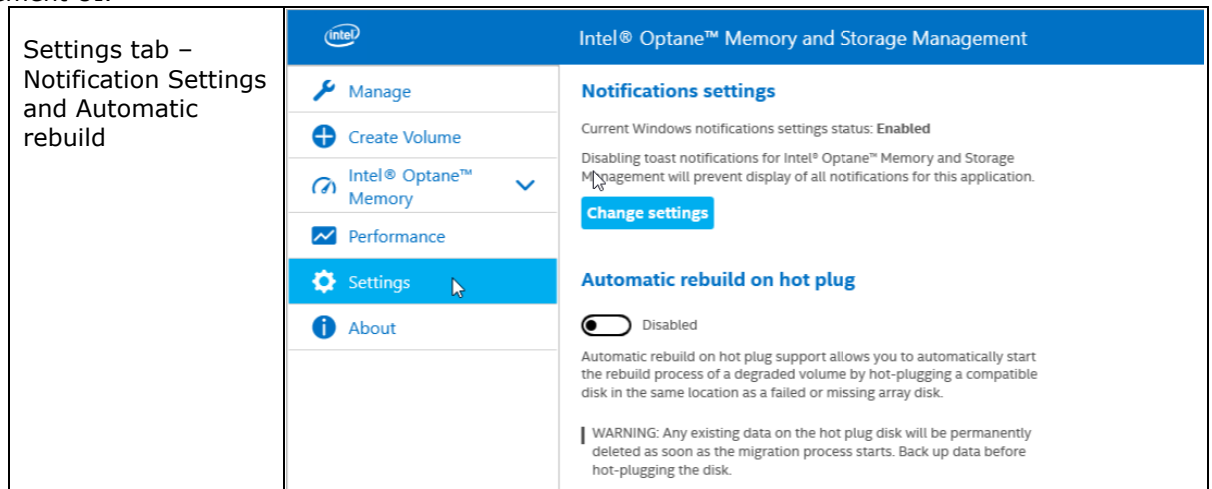 Settings tab –
Notification Settings
and Automatic
rebuild
intel
Intel® Optane™ Memory and Storage Management
Manage
Create Volume
Intel® Optane™
Memory
Performance
Settings
About
Notifications settings
Current Windows notifications settings status: Enabled
Disabling toast notifications for Intel® Optane™ Memory and Storage
Management will prevent display of all notifications for this application.
Change settings
Automatic rebuild on hot plug
Disabled
Automatic rebuild on hot plug support allows you to automatically start
the rebuild process of a degraded volume by hot-plugging a compatible
disk in the same location as a failed or missing array disk.
WARNING: Any existing data on the hot plug disk will be permanently
deleted as soon as the migration process starts. Back up data before
hot-plugging the disk.